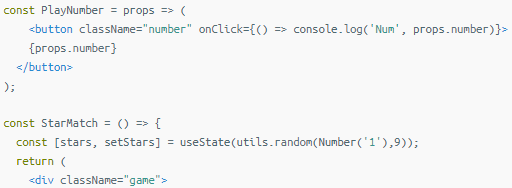 const PlayNumber = props => (
<button className="number" onClick={() => console.log('Num', props.number)}>
{props.number}
</button>
);
const StarMatch = () => {
const [stars, setStars] = useState(utils.random(Number('1'),9));
return (
<div className="game">